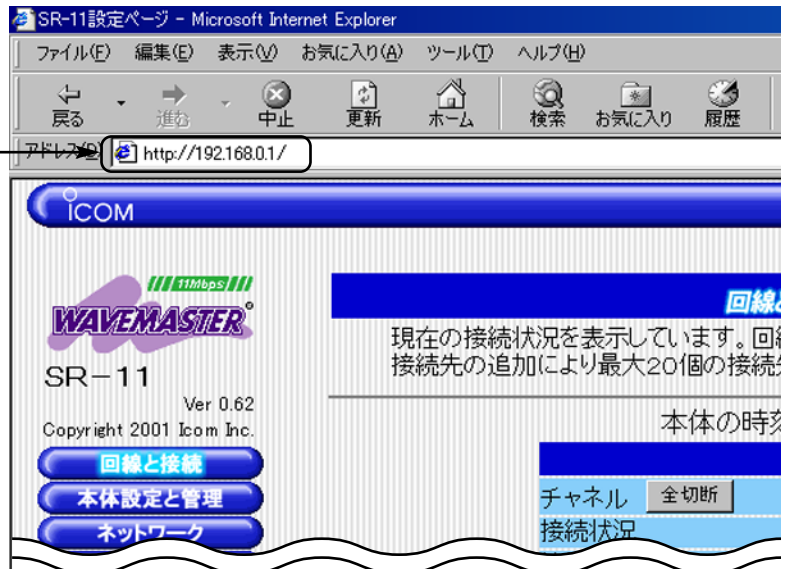 SR-11設定ページ - Microsoft Internet Explorer
ファイル(F) 編集(E) 表示(V) お気に入り(A) ツール(T) ヘルプ(H)
戻る 進む 中止 更新 ホーム 検索 お気に入り 履歴
アドレス(D) http://192.168.0.1/
ICOM
11Mbps
WAVEMASTER®
回線
現在の接続状況を表示しています。回
接続先の追加により最大20個の接続
SR-11
Ver 0.62
Copyright 2001 Icom Inc.
本体の時
回線と接続
本体設定と管理
チャネル 全切断
ネットワーク
接続状況